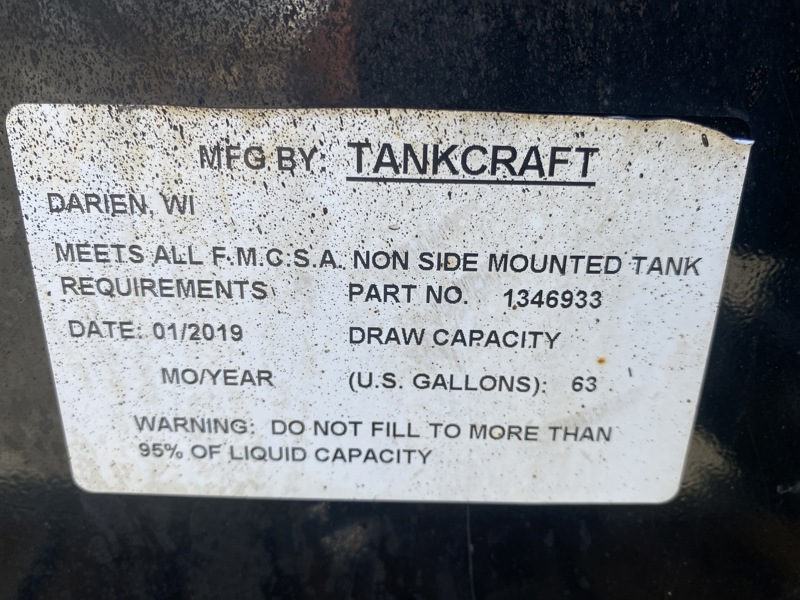 MFG BY: TANKCRAFT
DARIEN, WI
MEETS ALL F.M.C.S.A. NON SIDE MOUNTED TANK
REQUIREMENTS PART NO. 1346933
DATE: 01/2019 DRAW CAPACITY
MO/YEAR (U.S. GALLONS): 63
WARNING: DO NOT FILL TO MORE THAN
95% OF LIQUID CAPACITY